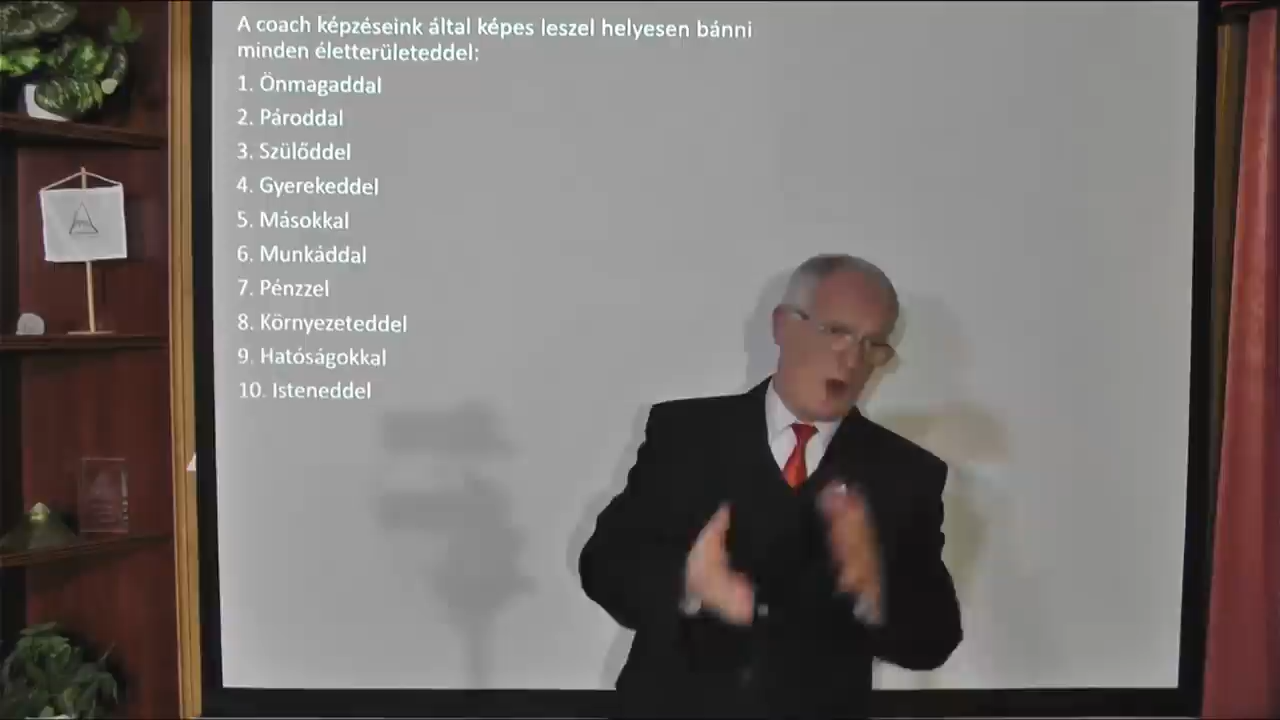 A coach képzéseink által képes leszel helyesen bánni
minden életterületeddel:
1. Önmagaddal
2. Pároddal
3. Szülőddel
4. Gyerekeddel
5. Másokkal
6. Munkáddal
7. Pénzzel
8. Környezeteddel
9. Hatóságokkal
10. Isteneddel